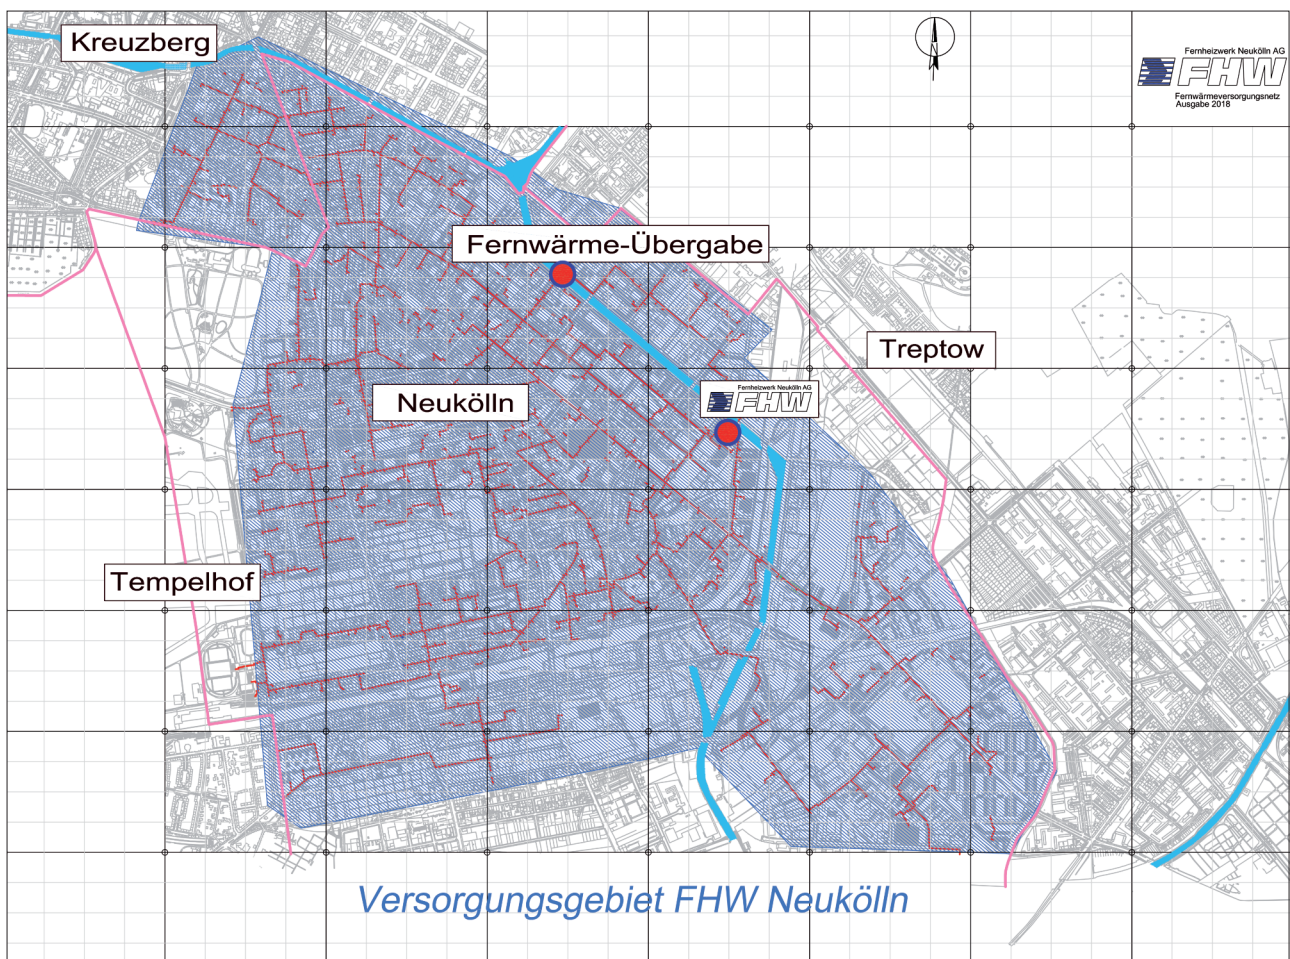 Kreuzberg
Fernheizwerk Neukölln AG
FHW
Fernwärmeversorgungsnetz
Ausgabe 2018
Fernwärme-Übergabe
Treptow
Fernheizwerk Neukölln AG
FHW
Neukölln
Tempelhof
Versorgungsgebiet FHW Neukölln